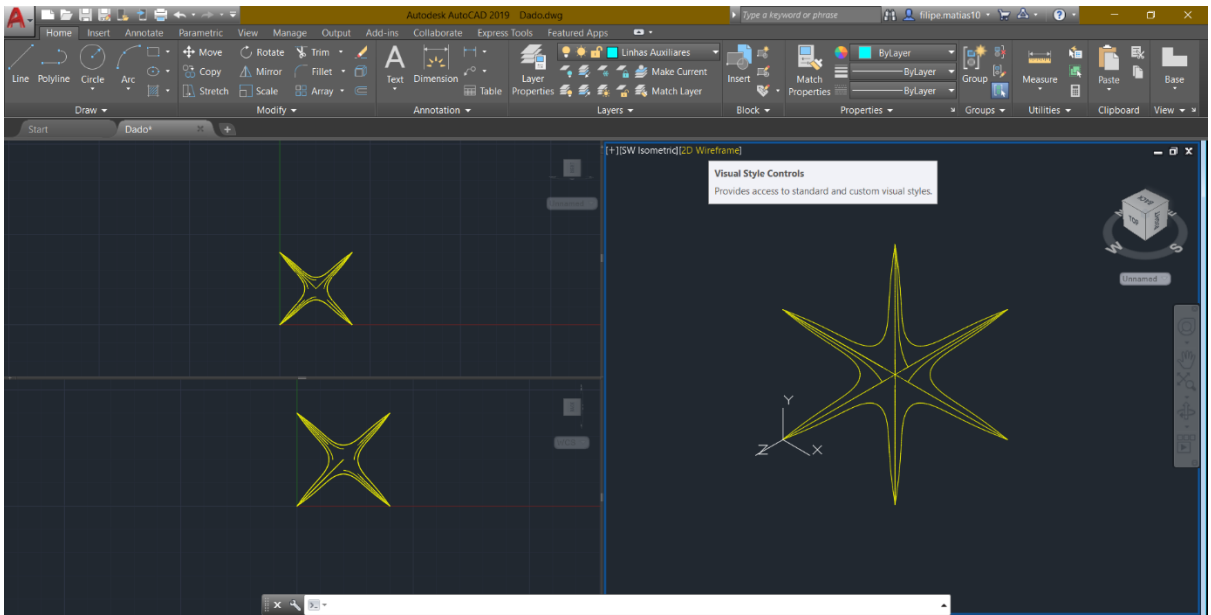 Autodesk AutoCAD 2019 Dado.dwg
Type a keyword or phrase
filipe.matias10
Home Insert Annotate Parametric View Manage Output Add-ins Collaborate Express Tools Featured Apps
Line Polyline Circle Arc
Move Rotate Trim
Copy Mirror Fillet
Stretch Scale Array
Text Dimension
Table
Layer Properties
Linhas Auxiliares
Make Current
Match Layer
Insert
Match Properties
ByLayer
ByLayer
ByLayer
Group
Measure
Paste
Base
Draw Modify Annotation Layers Block Properties Groups Utilities Clipboard View
Start Dado*
[+][SW Isometric][2D Wireframe]
Visual Style Controls
Provides access to standard and custom visual styles.
BACK
TOP
W
S
Unnamed
Unnamed
WCS
Y
Z
X